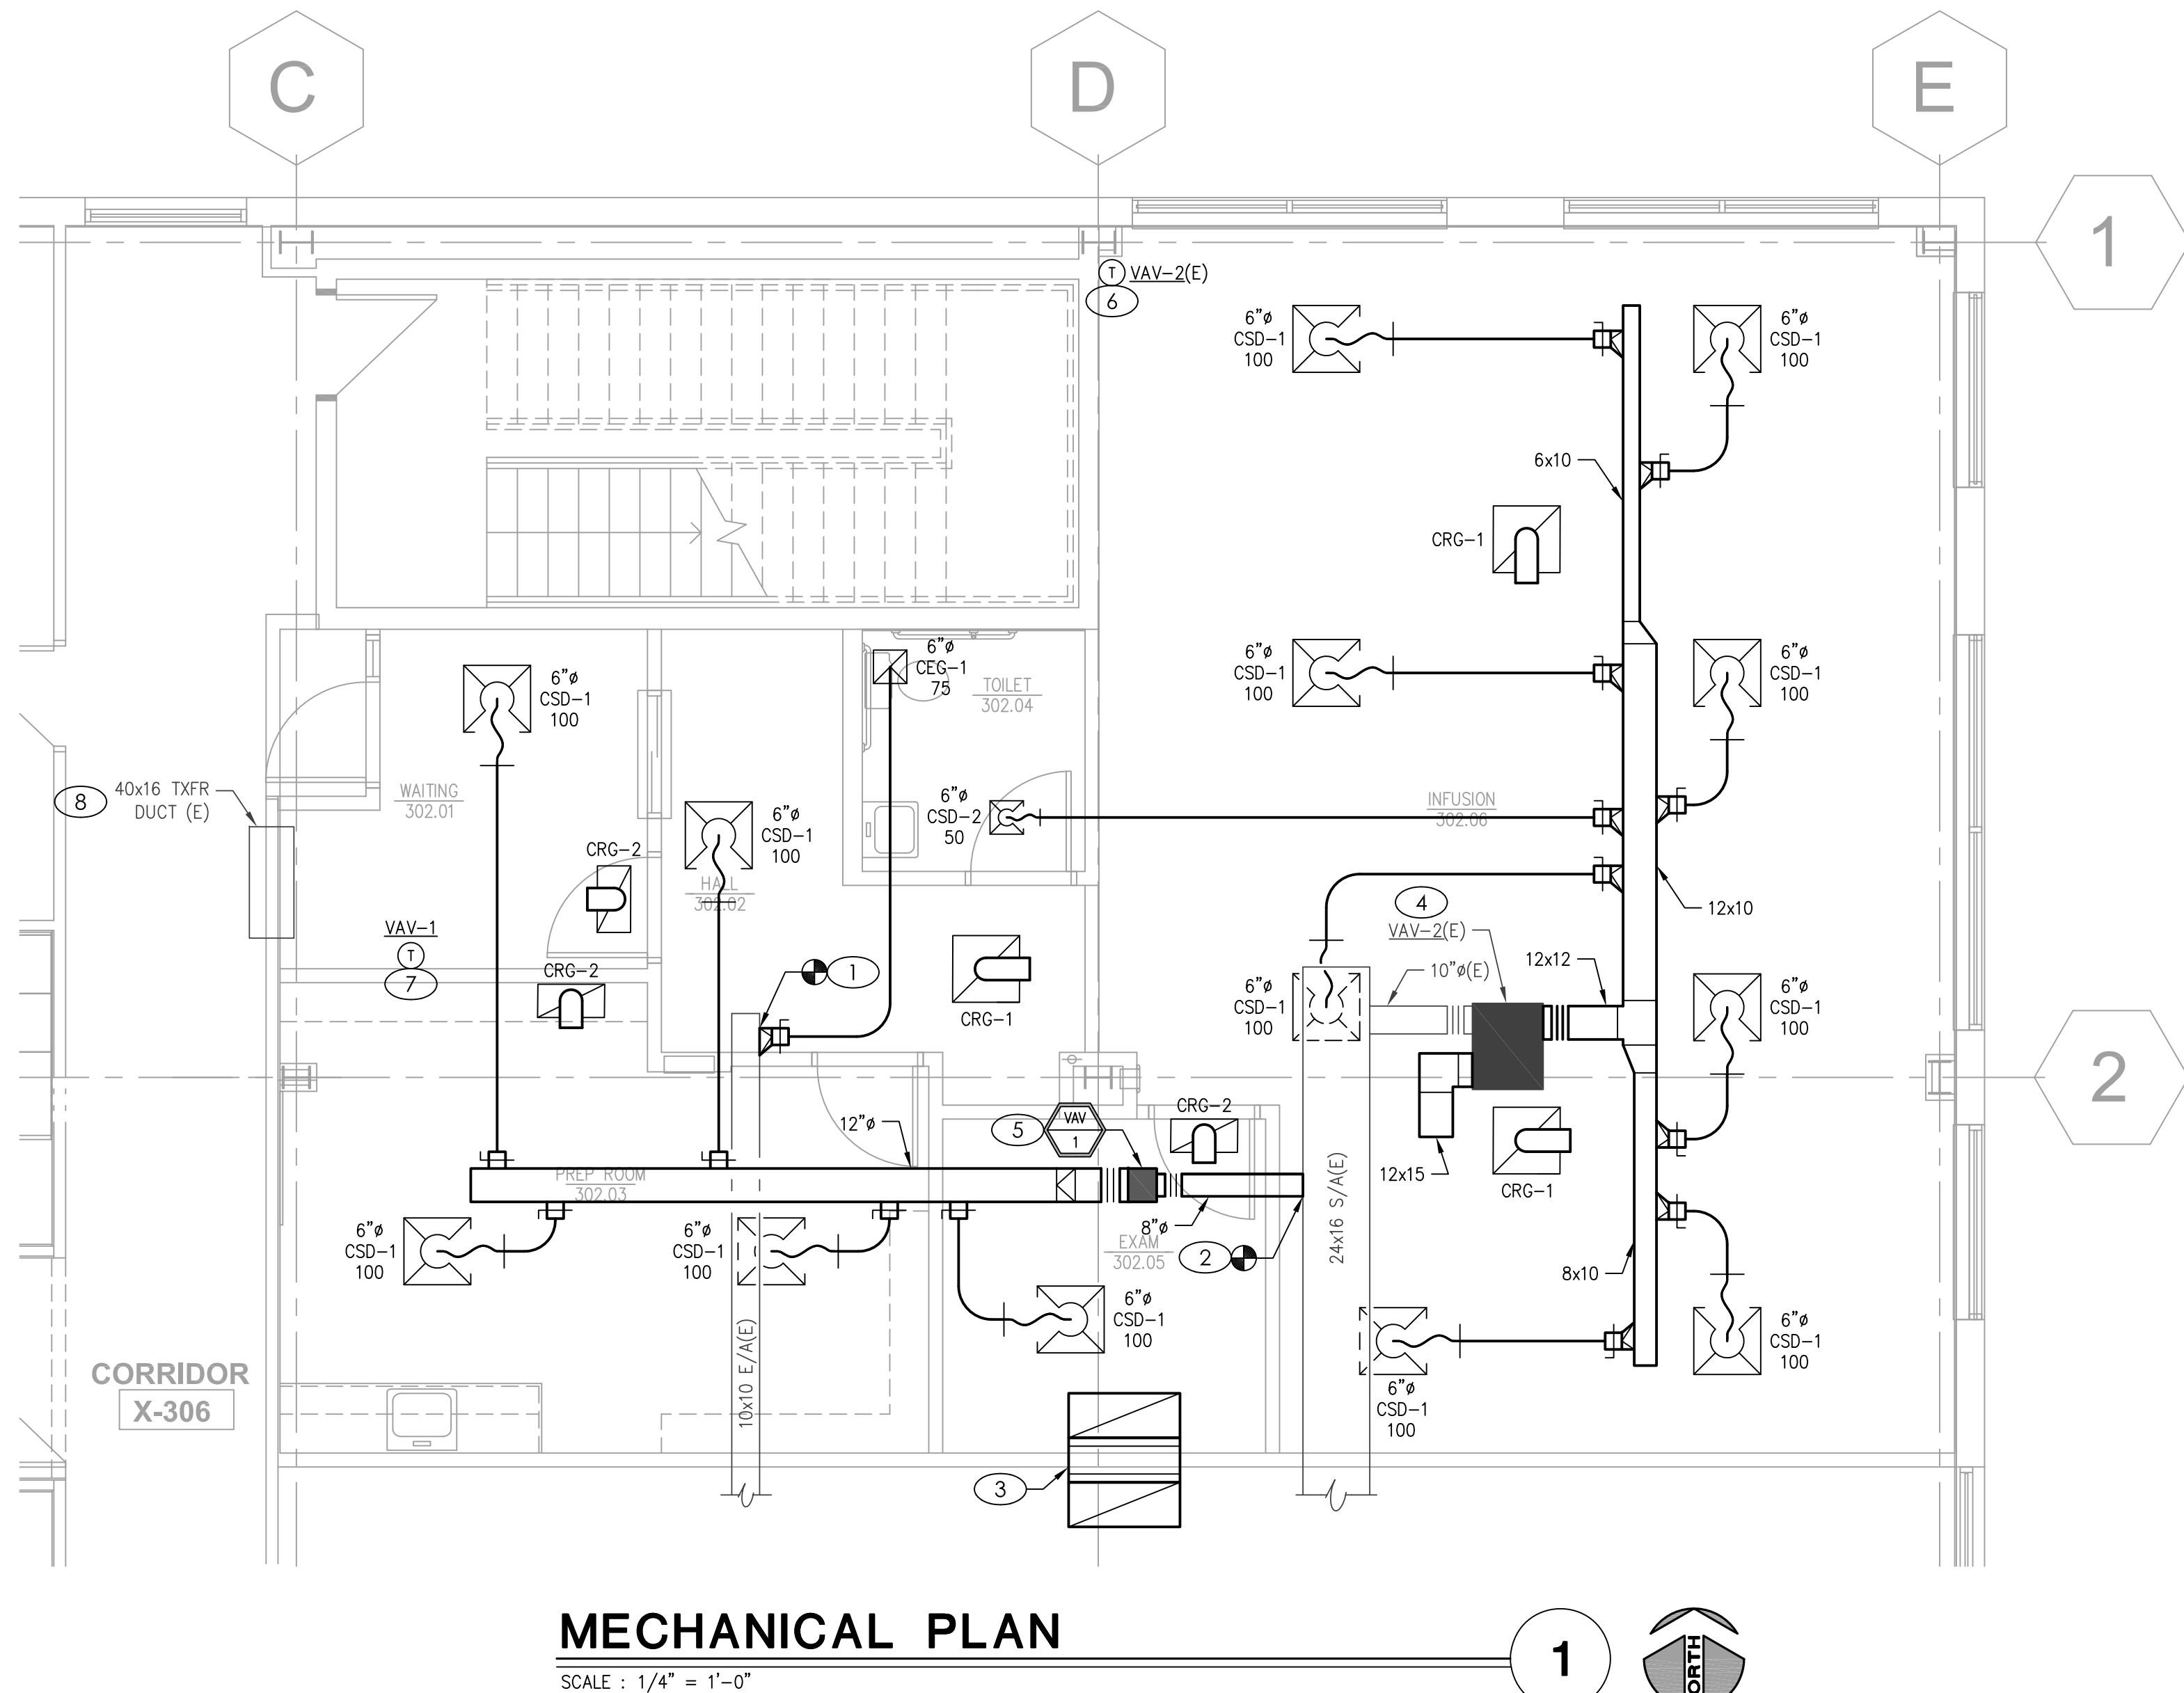 C
D
E
1
T VAV-2(E)
6
6"ø
CSD-1
100
6"ø
CSD-1
100
6x10
CRG-1
6"ø
CEG-1
75
TOILET
302.04
6"ø
CSD-1
100
6"ø
CSD-1
100
6"ø
CSD-1
100
8
40x16 TXFR
DUCT (E)
WAITING
302.01
6"ø
CSD-1
100
6"ø
CSD-2
50
INFUSION
302.06
CRG-2
HALL
302.02
4
12x10
VAV-1
T
7
VAV-2(E)
CRG-2
1
10"ø(E)
12x12
CRG-1
6"ø
CSD-1
100
6"ø
CSD-1
100
2
12"ø
5
VAV
1
CRG-2
24x16 S/A(E)
12x15
CRG-1
PREP ROOM
302.03
6"ø
CSD-1
100
6"ø
CSD-1
100
8"ø
EXAM
302.05
2
8x10
6"ø
CSD-1
100
6"ø
CSD-1
100
10x10 E/A(E)
6"ø
CSD-1
100
CORRIDOR
X-306
3
MECHANICAL PLAN
SCALE : 1/4" = 1'-0"
1